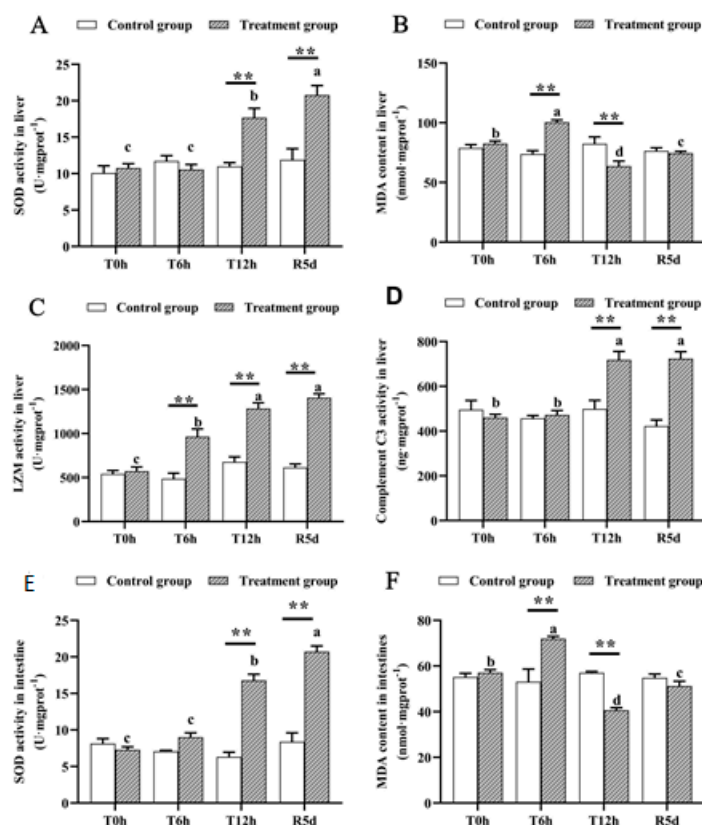 A
Control group Treatment group
SOD activity in liver
(U·mgprot-1)
25
20
15
10
5
0
c c ** b ** a
T0h T6h T12h R5d
B
Control group Treatment group
MDA content in liver
(nmol·mgprot-1)
150
100
50
0
b ** a ** d c
T0h T6h T12h R5d
C
Control group Treatment group
LZM activity in liver
(U·mgprot-1)
2000
1500
1000
500
0
c ** b ** a ** a
T0h T6h T12h R5d
D
Control group Treatment group
Complement C3 activity in liver
(ng·mgprot-1)
800
600
400
200
0
b b ** a ** a
T0h T6h T12h R5d
E
Control group Treatment group
SOD activity in intestine
(U·mgprot-1)
25
20
15
10
5
0
c c ** b ** a
T0h T6h T12h R5d
F
Control group Treatment group
MDA content in intestines
(nmol·mgprot-1)
80
60
40
20
0
b ** a ** d c
T0h T6h T12h R5d